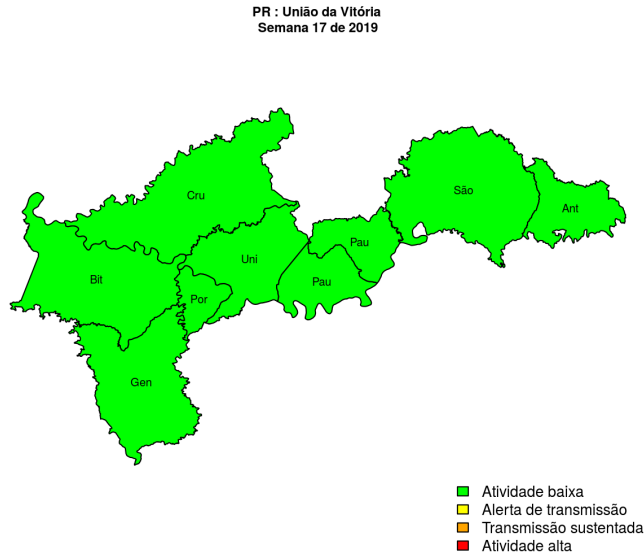 PR : União da Vitória
Semana 17 de 2019
Cru
São
Ant
Pau
Uni
Bit
Pau
Por
Gen
Atividade baixa
Alerta de transmissão
Transmissão sustentada
Atividade alta